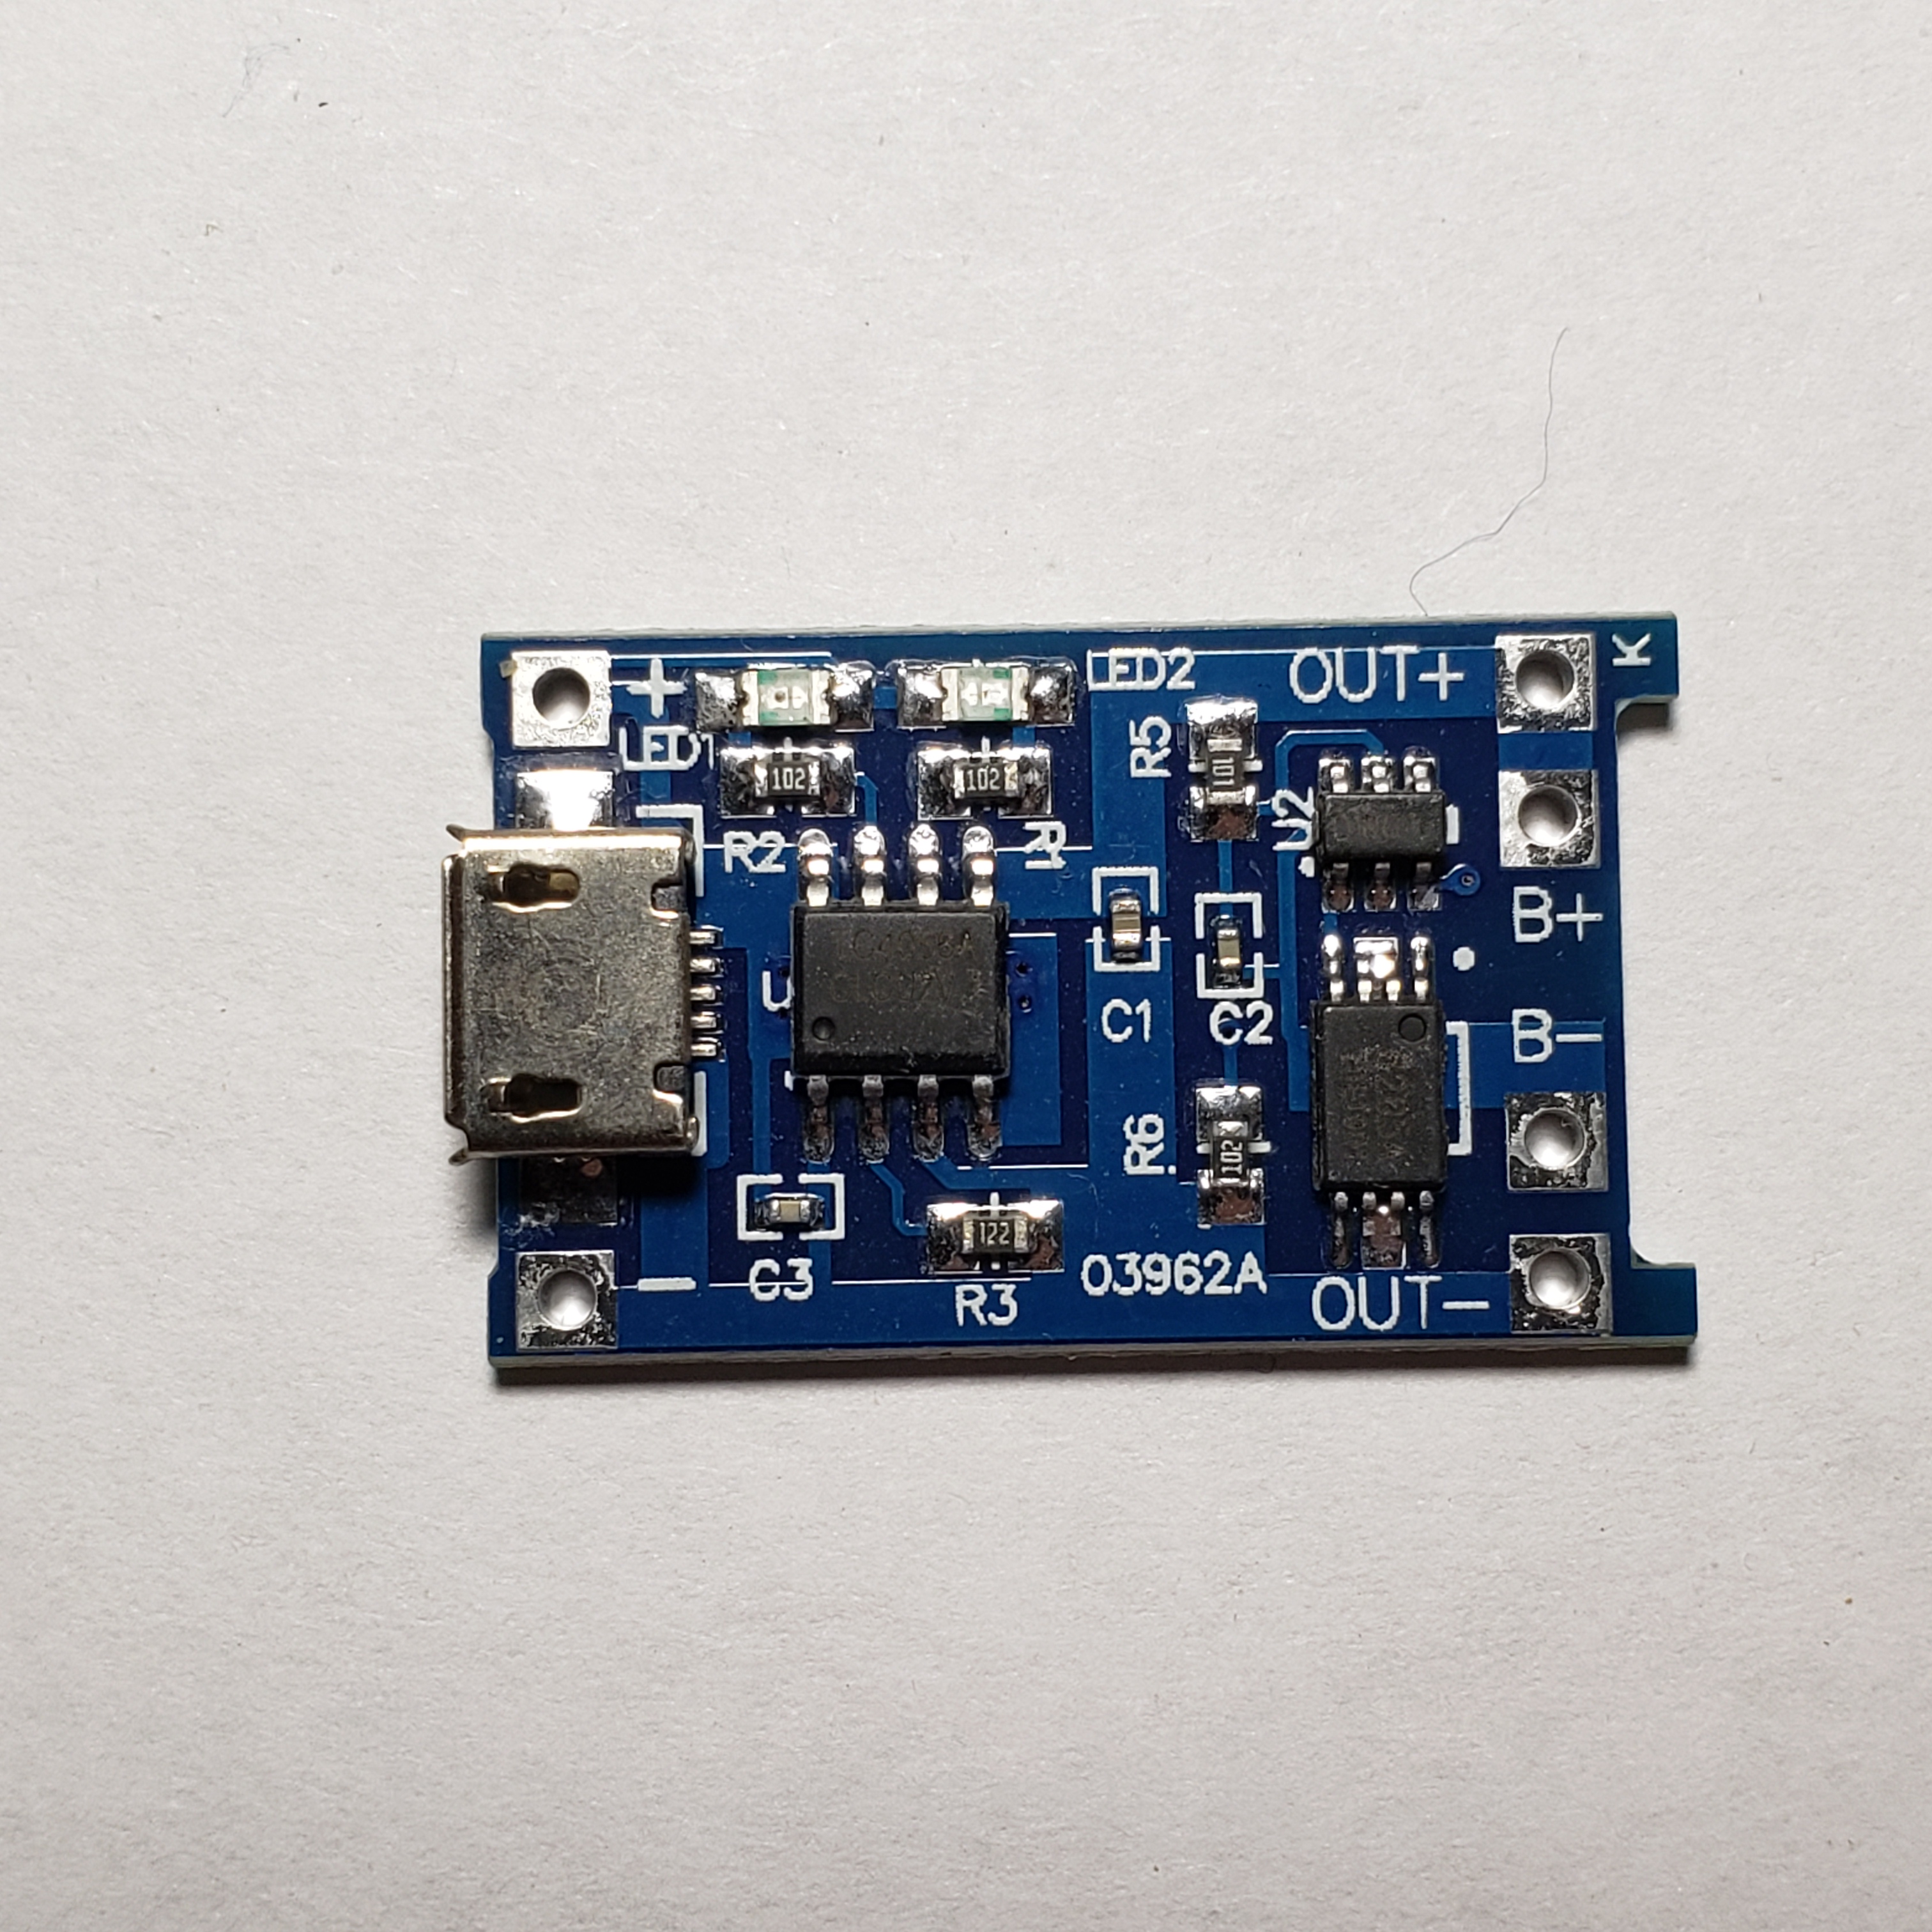 K
+
LED2
OUT+
LED1
R5
102
102
101
R2
R1
U2
B+
C1
C2
B-
R6
102
C3
122
R3
03962A
-
OUT-